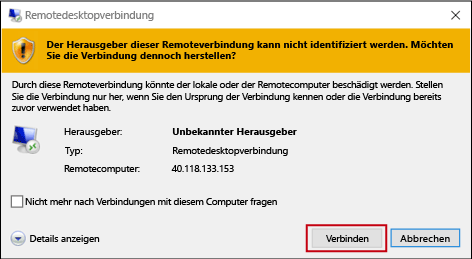 Remotedesktopverbindung
Der Herausgeber dieser Remoteverbindung kann nicht identifiziert werden. Möchten
Sie die Verbindung dennoch herstellen?
Durch diese Remoteverbindung könnte der lokale oder der Remotecomputer beschädigt werden. Stellen
Sie die Verbindung nur her, wenn Sie den Ursprung der Verbindung kennen oder die Verbindung bereits
zuvor verwendet haben.
Herausgeber: Unbekannter Herausgeber
Typ: Remotedesktopverbindung
Remotecomputer: 40.118.133.153
Nicht mehr nach Verbindungen mit diesem Computer fragen
Details anzeigen Verbinden Abbrechen